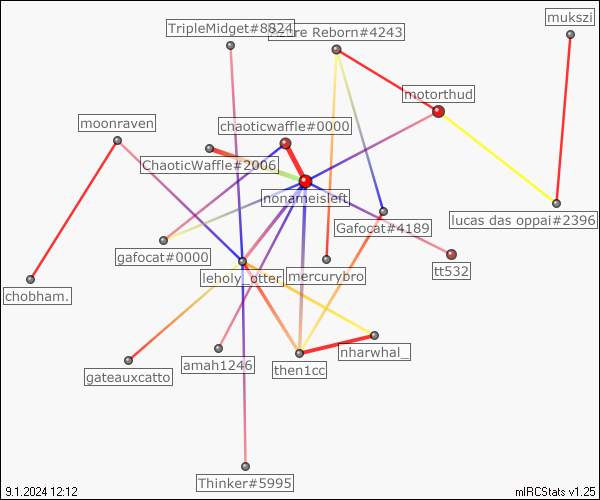 mukszi
TripleMidget#8824
Reborn#4243
motorthud
moonraven
chaoticwaffle#0000
ChaoticWaffle#2006
nonameisleft
lucas das oppai#2396
Gafocat#4189
gafocat#0000
leholy_otter
mercurybro
tt532
chobham.
nharwhal_
amah1246
then1cc
gateauxcatto
Thinker#5995
9.1.2024 12:12
mIRCStats v1.25